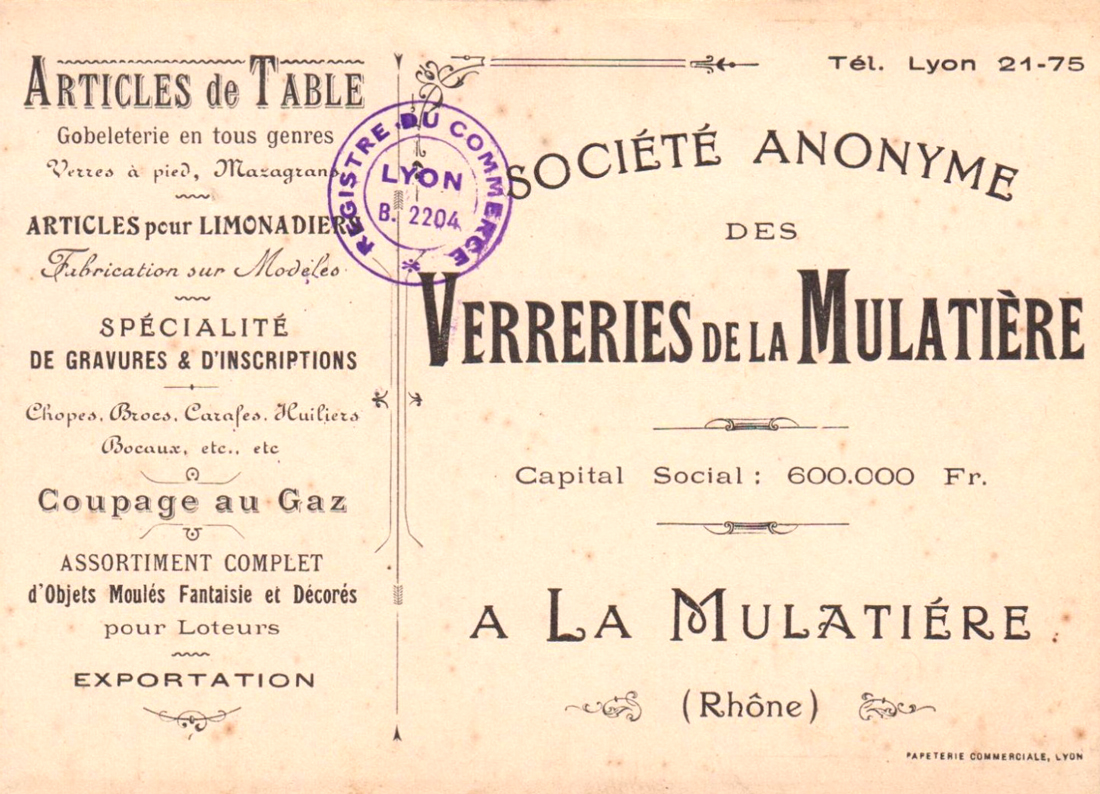 ARTICLES de TABLE
Gobeleterie en tous genres
Verres à pied, Mazagrans
ARTICLES pour LIMONADIERS
Fabrication sur Modèles
SPÉCIALITÉ
DE GRAVURES & D'INSCRIPTIONS
Chopes, Brocs, Carafes, Huiliers
Bocaux, etc., etc
Coupage au Gaz
ASSORTIMENT COMPLET
d'Objets Moulés Fantaisie et Décorés
pour Loteurs
EXPORTATION
REGISTRE DU COMMERCE
LYON
B. 2204
Tél. Lyon 21-75
SOCIÉTÉ ANONYME
DES
VERRERIES DE LA MULATIÈRE
Capital Social : 600.000 Fr.
A LA MULATIÉRE
(Rhône)
PAPETERIE COMMERCIALE, LYON